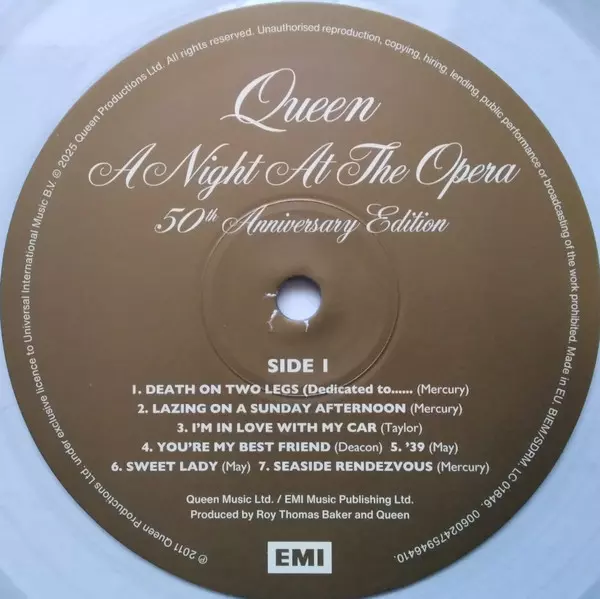 Queen
A Night At The Opera
50th Anniversary Edition
SIDE 1
1. DEATH ON TWO LEGS (Dedicated to...... (Mercury)
2. LAZING ON A SUNDAY AFTERNOON (Mercury)
3. I'M IN LOVE WITH MY CAR (Taylor)
4. YOU'RE MY BEST FRIEND (Deacon) 5. '39 (May)
6. SWEET LADY (May) 7. SEASIDE RENDEZVOUS (Mercury)
Queen Music Ltd. / EMI Music Publishing Ltd.
Produced by Roy Thomas Baker and Queen
EMI
℗ 2011 Queen Productions Ltd. under exclusive licence to Universal International Music B.V. © 2025 Queen Productions Ltd. All rights reserved. Unauthorised reproduction, copying, hiring, lending, public performance or broadcasting of the work prohibited. Made in EU. BIEM/SDRM. LC 01846. 00602475946410.